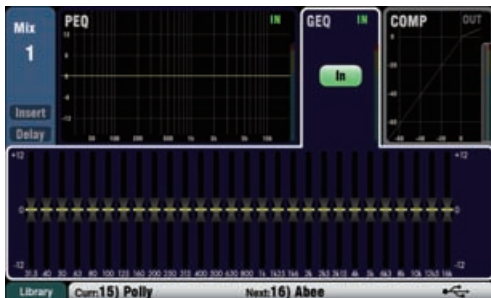 Mix
1
Insert
Delay
PEQ
IN
GEQ
IN
In
COMP
OUT
+12
+12
0
0
-12
-12
31.5 40 50 63 80 100 125 160 200 250 315 400 500 630 800 1k 1k25 1k6 2k 2k5 3k15 4k 5k 6k3 8k 10k 12k5 16k
Library
Curr:15) Polly
Next:16) Abee